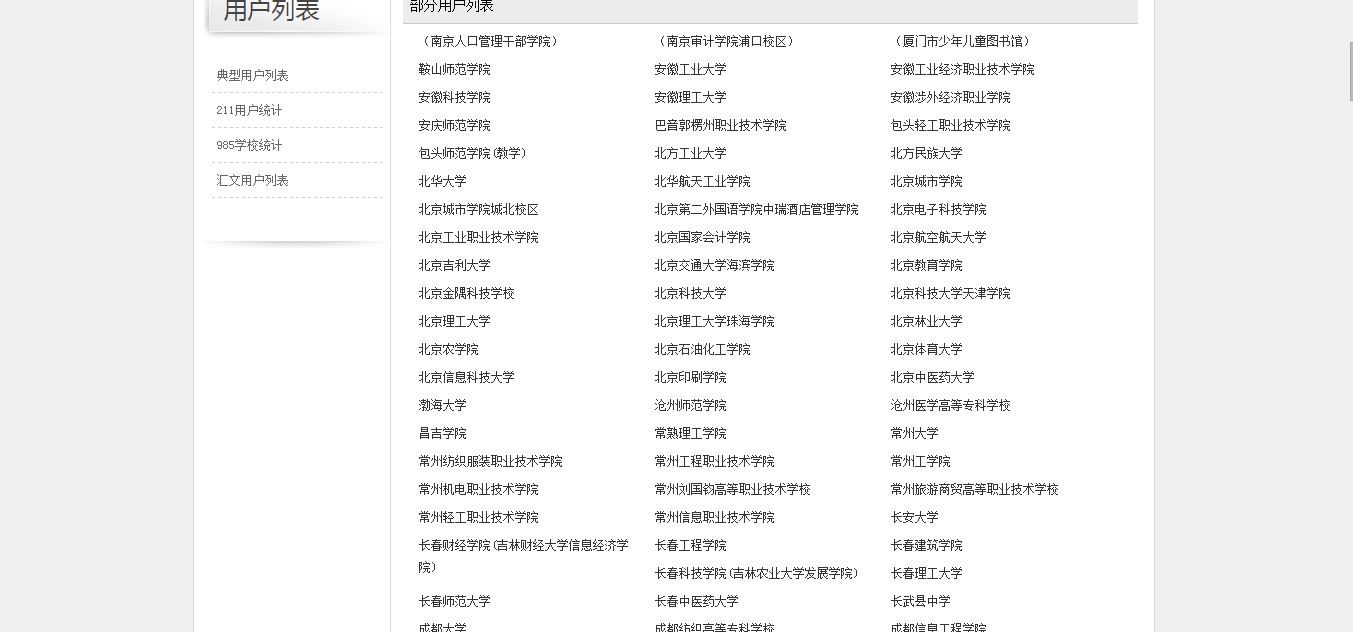 用户列表
典型用户列表
211用户统计
985学校统计
汇文用户列表
部分用户列表
（南京人口管理干部学院） （南京审计学院浦口校区） （厦门市少年儿童图书馆）
鞍山师范学院 安徽工业大学 安徽工业经济职业技术学院
安徽科技学院 安徽理工大学 安徽涉外经济职业学院
安庆师范学院 巴音郭楞州职业技术学院 包头轻工职业技术学院
包头师范学院(教学) 北方工业大学 北方民族大学
北华大学 北华航天工业学院 北京城市学院
北京城市学院城北校区 北京第二外国语学院中瑞酒店管理学院 北京电子科技学院
北京工业职业技术学院 北京国家会计学院 北京航空航天大学
北京吉利大学 北京交通大学海滨学院 北京教育学院
北京金隅科技学校 北京科技大学 北京科技大学天津学院
北京理工大学 北京理工大学珠海学院 北京林业大学
北京农学院 北京石油化工学院 北京体育大学
北京信息科技大学 北京印刷学院 北京中医药大学
渤海大学 沧州师范学院 沧州医学高等专科学校
昌吉学院 常熟理工学院 常州大学
常州纺织服装职业技术学院 常州工程职业技术学院 常州工学院
常州机电职业技术学院 常州刘国钧高等职业技术学校 常州旅游商贸高等职业技术学校
常州轻工职业技术学院 常州信息职业技术学院 长安大学
长春财经学院(吉林财经大学信息经济学 长春工程学院 长春建筑学院
院)
长春科技学院(吉林农业大学发展学院) 长春理工大学
长春师范大学 长春中医药大学 长武县中学
成都大学 成都纺织高等专科学校 成都信息工程学院